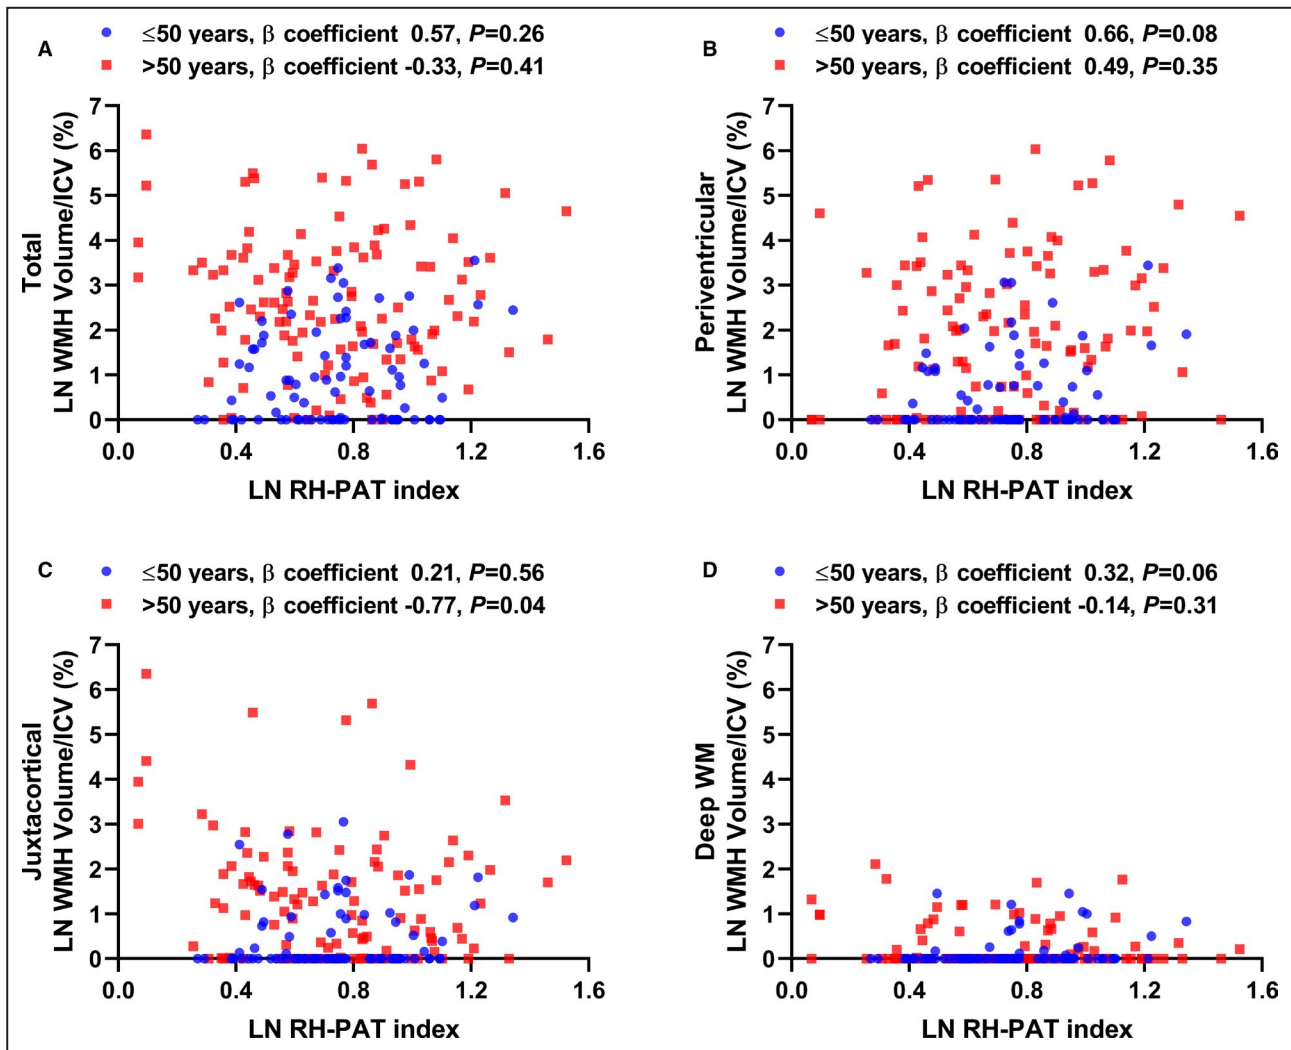 A
≤50 years, β coefficient 0.57, P=0.26
>50 years, β coefficient -0.33, P=0.41
Total
LN WMH Volume/ICV (%)
7
6
5
4
3
2
1
0
0.0 0.4 0.8 1.2 1.6
LN RH-PAT index
B
≤50 years, β coefficient 0.66, P=0.08
>50 years, β coefficient 0.49, P=0.35
Periventricular
LN WMH Volume/ICV (%)
7
6
5
4
3
2
1
0
0.0 0.4 0.8 1.2 1.6
LN RH-PAT index
C
≤50 years, β coefficient 0.21, P=0.56
>50 years, β coefficient -0.77, P=0.04
Juxtacortical
LN WMH Volume/ICV (%)
7
6
5
4
3
2
1
0
0.0 0.4 0.8 1.2 1.6
LN RH-PAT index
D
≤50 years, β coefficient 0.32, P=0.06
>50 years, β coefficient -0.14, P=0.31
Deep WM
LN WMH Volume/ICV (%)
7
6
5
4
3
2
1
0
0.0 0.4 0.8 1.2 1.6
LN RH-PAT index